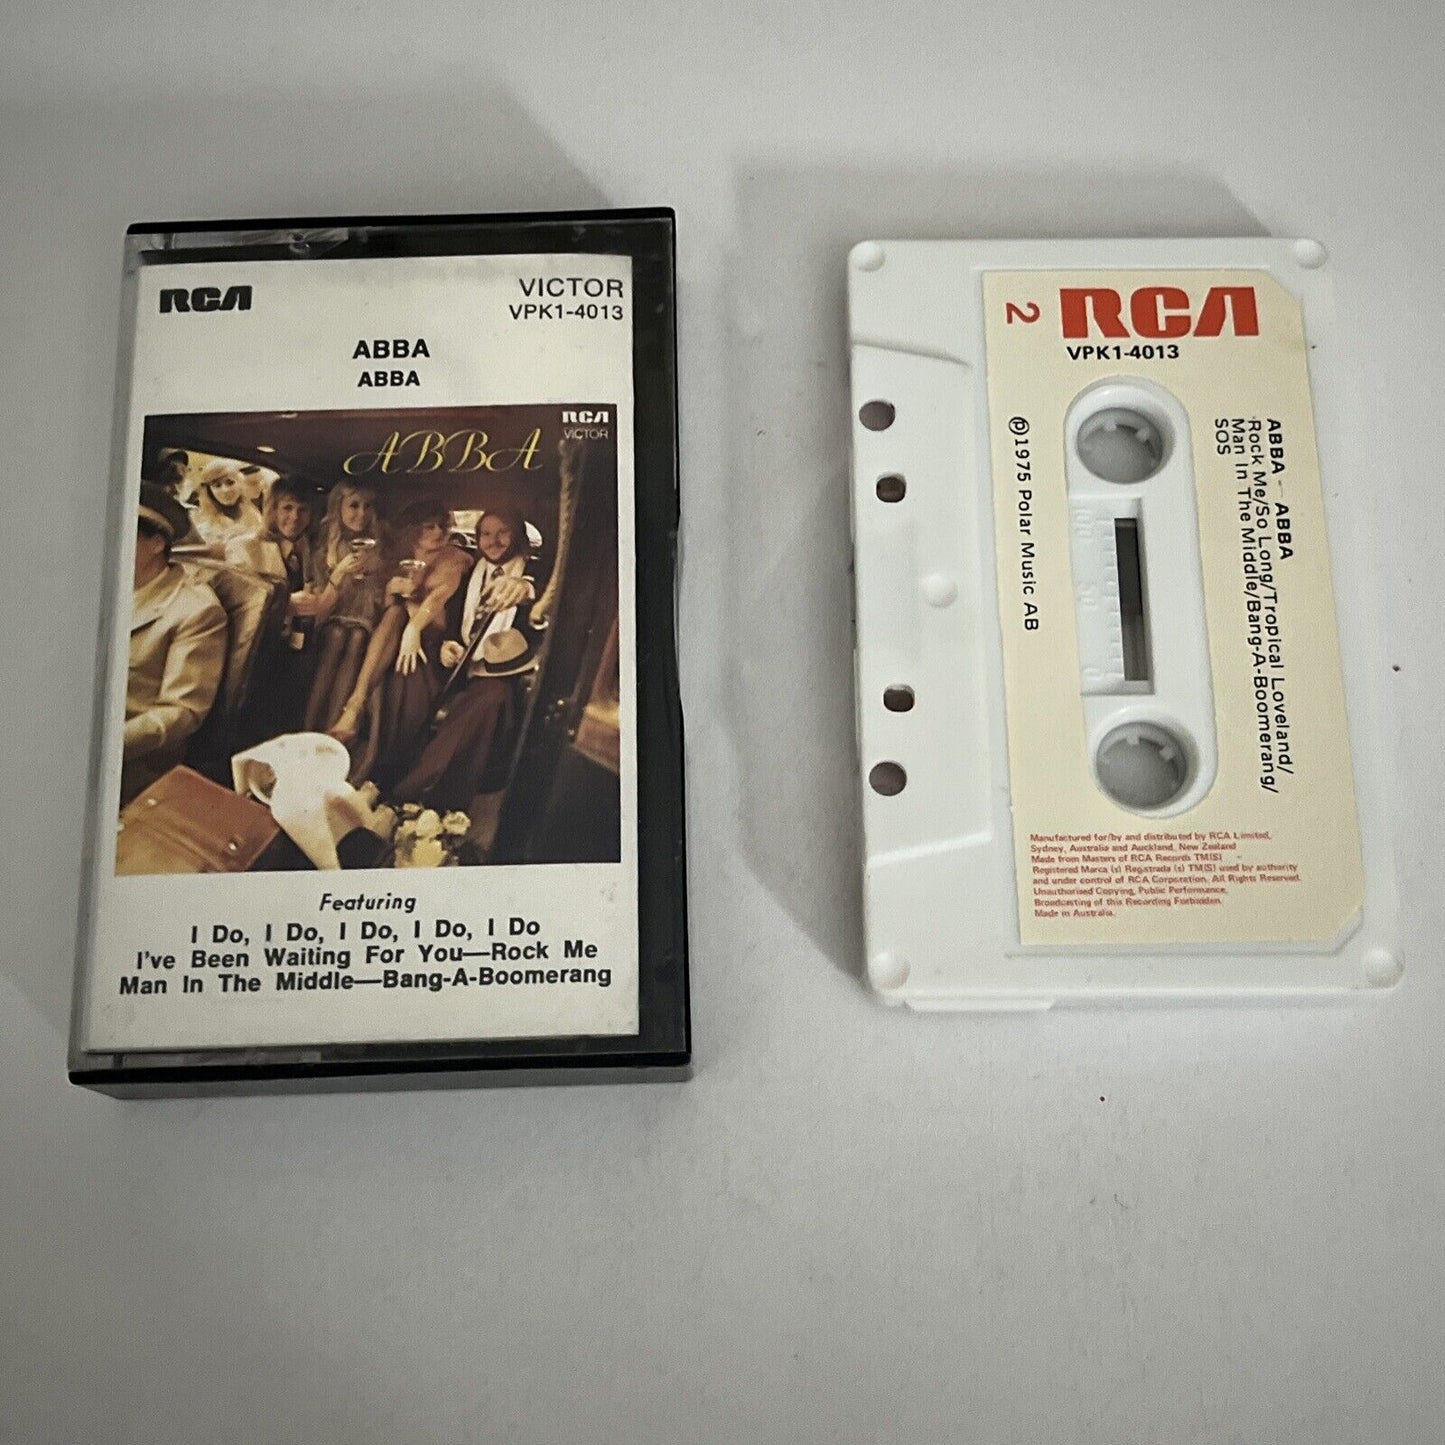 RCA
VICTOR
VPK1-4013
ABBA
ABBA
RCA
VICTOR
ABBA
Featuring
I Do, I Do, I Do, I Do, I Do
I've Been Waiting For You—Rock Me
Man In The Middle—Bang-A-Boomerang
2
RCA
VPK1-4013
ABBA — ABBA
Rock Me/So Long/Tropical Loveland/
Man In The Middle/Bang-A-Boomerang/
SOS
℗1975 Polar Music AB
100 50 0
Manufactured for/by and distributed by RCA Limited,
Sydney, Australia and Auckland, New Zealand
Made from Masters of RCA Records TM(S)
Registered Marca (s) Registrada (s) TM(S) used by authority
and under control of RCA Corporation. All Rights Reserved.
Unauthorised Copying, Public Performance,
Broadcasting of this Recording Forbidden.
Made in Australia.